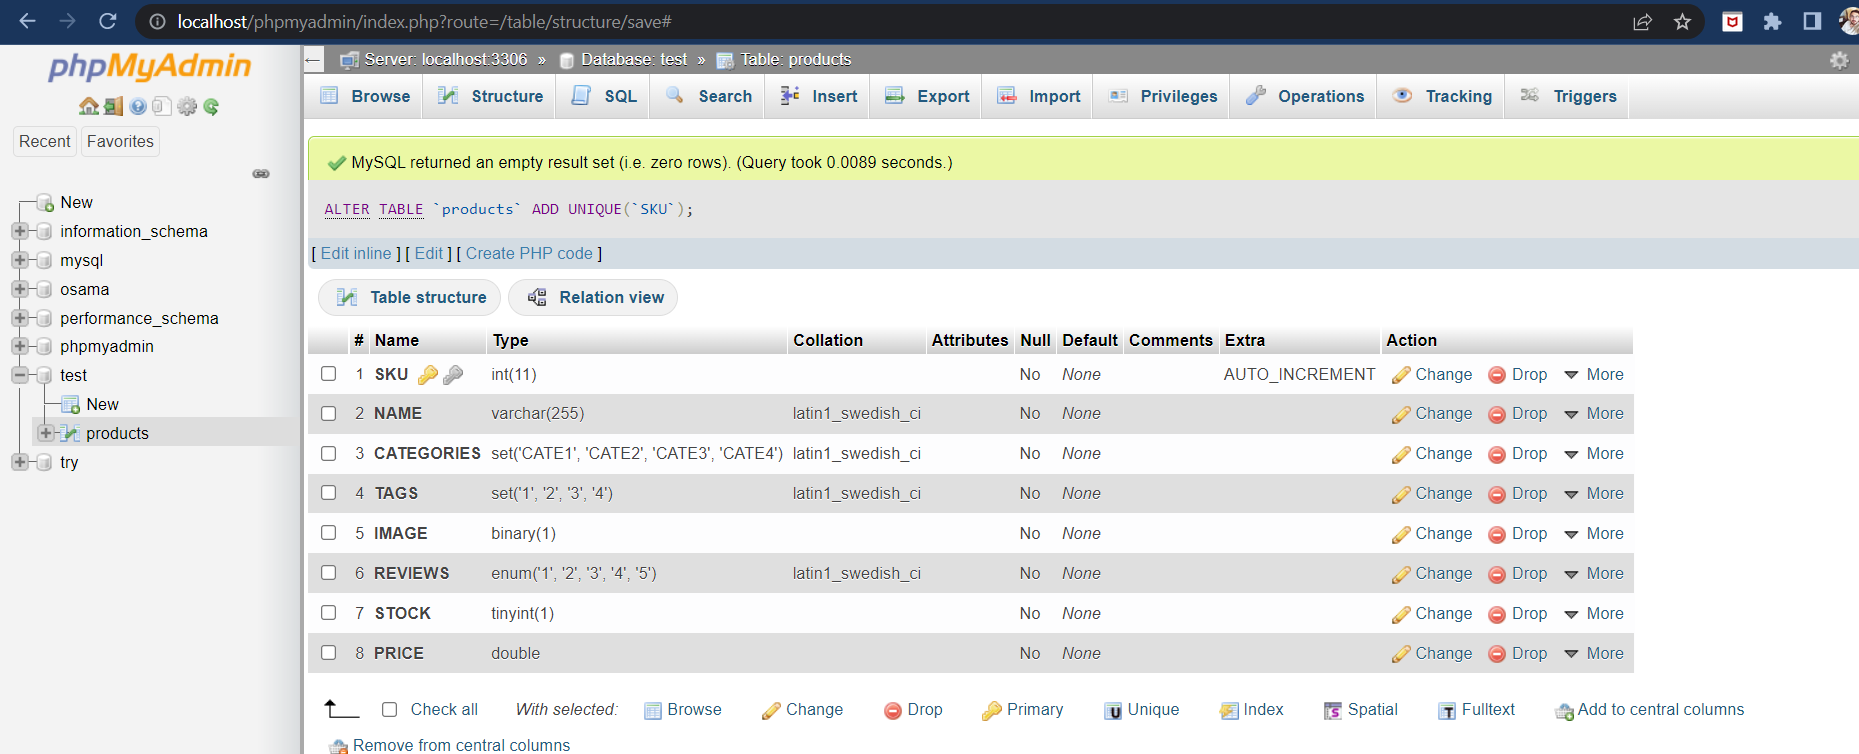 localhost/phpmyadmin/index.php?route=/table/structure/save#
phpMyAdmin
Recent Favorites
New
information_schema
mysql
osama
performance_schema
phpmyadmin
test
New
products
try
Server: localhost:3306 » Database: test » Table: products
Browse Structure SQL Search Insert Export Import Privileges Operations Tracking Triggers
MySQL returned an empty result set (i.e. zero rows). (Query took 0.0089 seconds.)
ALTER TABLE `products` ADD UNIQUE(`SKU`);
[ Edit inline ] [ Edit ] [ Create PHP code ]
Table structure Relation view
# Name Type Collation Attributes Null Default Comments Extra Action
1 SKU int(11) No None AUTO_INCREMENT Change Drop More
2 NAME varchar(255) latin1_swedish_ci No None Change Drop More
3 CATEGORIES set('CATE1', 'CATE2', 'CATE3', 'CATE4') latin1_swedish_ci No None Change Drop More
4 TAGS set('1', '2', '3', '4') latin1_swedish_ci No None Change Drop More
5 IMAGE binary(1) No None Change Drop More
6 REVIEWS enum('1', '2', '3', '4', '5') latin1_swedish_ci No None Change Drop More
7 STOCK tinyint(1) No None Change Drop More
8 PRICE double No None Change Drop More
Check all With selected: Browse Change Drop Primary Unique Index Spatial Fulltext Add to central columns
Remove from central columns